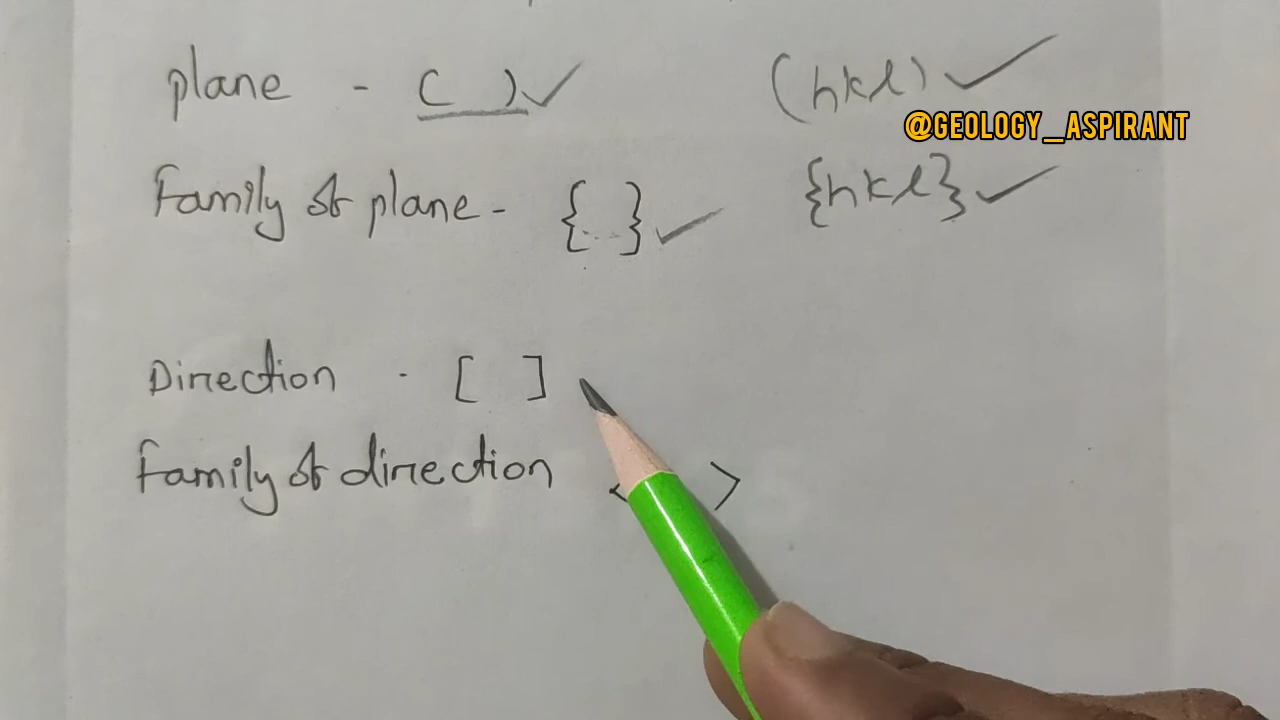 plane - ( ) (hkl)
@GEOLOGY_ASPIRANT
Family of plane - { } {hkl}
Direction - [ ]
Family of direction < >